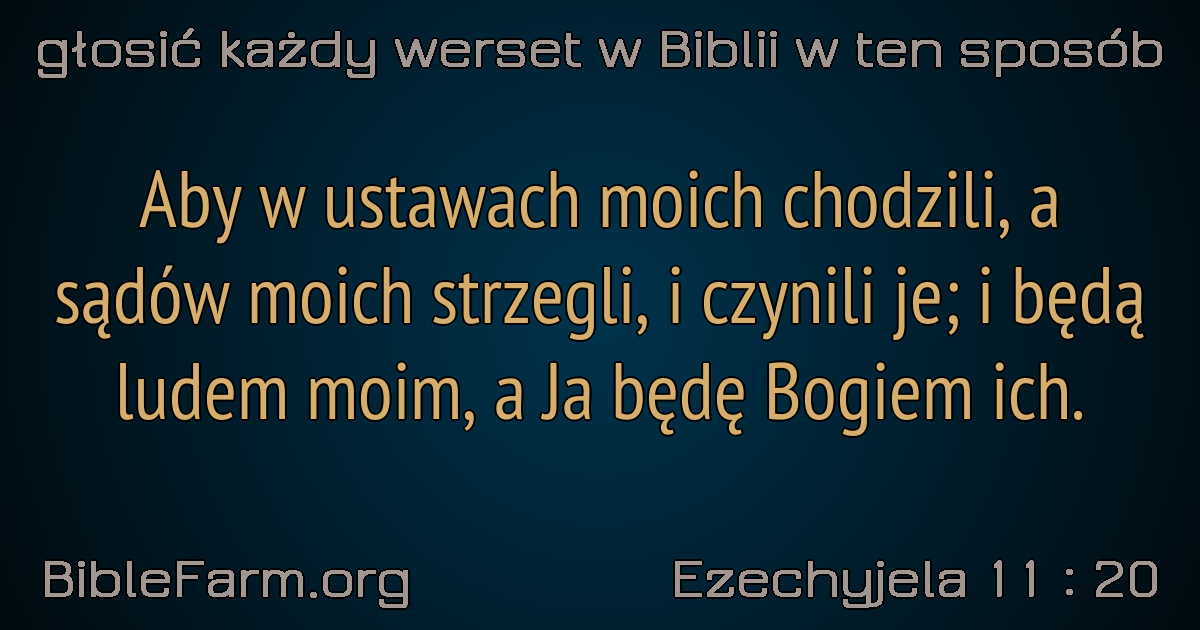 głosić każdy werset w Biblii w ten sposób
Aby w ustawach moich chodzili, a
sądów moich strzegli, i czynili je; i będą
ludem moim, a Ja będę Bogiem ich.
BibleFarm.org
Ezechyjela 11 : 20